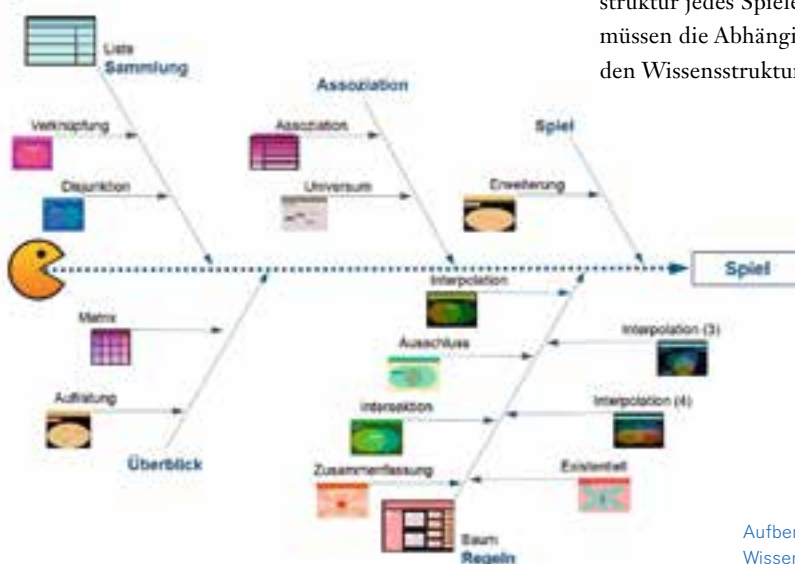 struktur jedes Spiele
müssen die Abhängi
den Wissensstruktur
Liste
Sammlung
Verknüpfung
Disjunktion
Assoziation
Assoziation
Universum
Spiel
Erweiterung
Spiel
Matrix
Auflistung
Überblick
Interpolation
Ausschluss
Intersektion
Zusammenfassung
Interpolation (3)
Interpolation (4)
Existentiell
Baum
Regeln
Aufber
Wissen